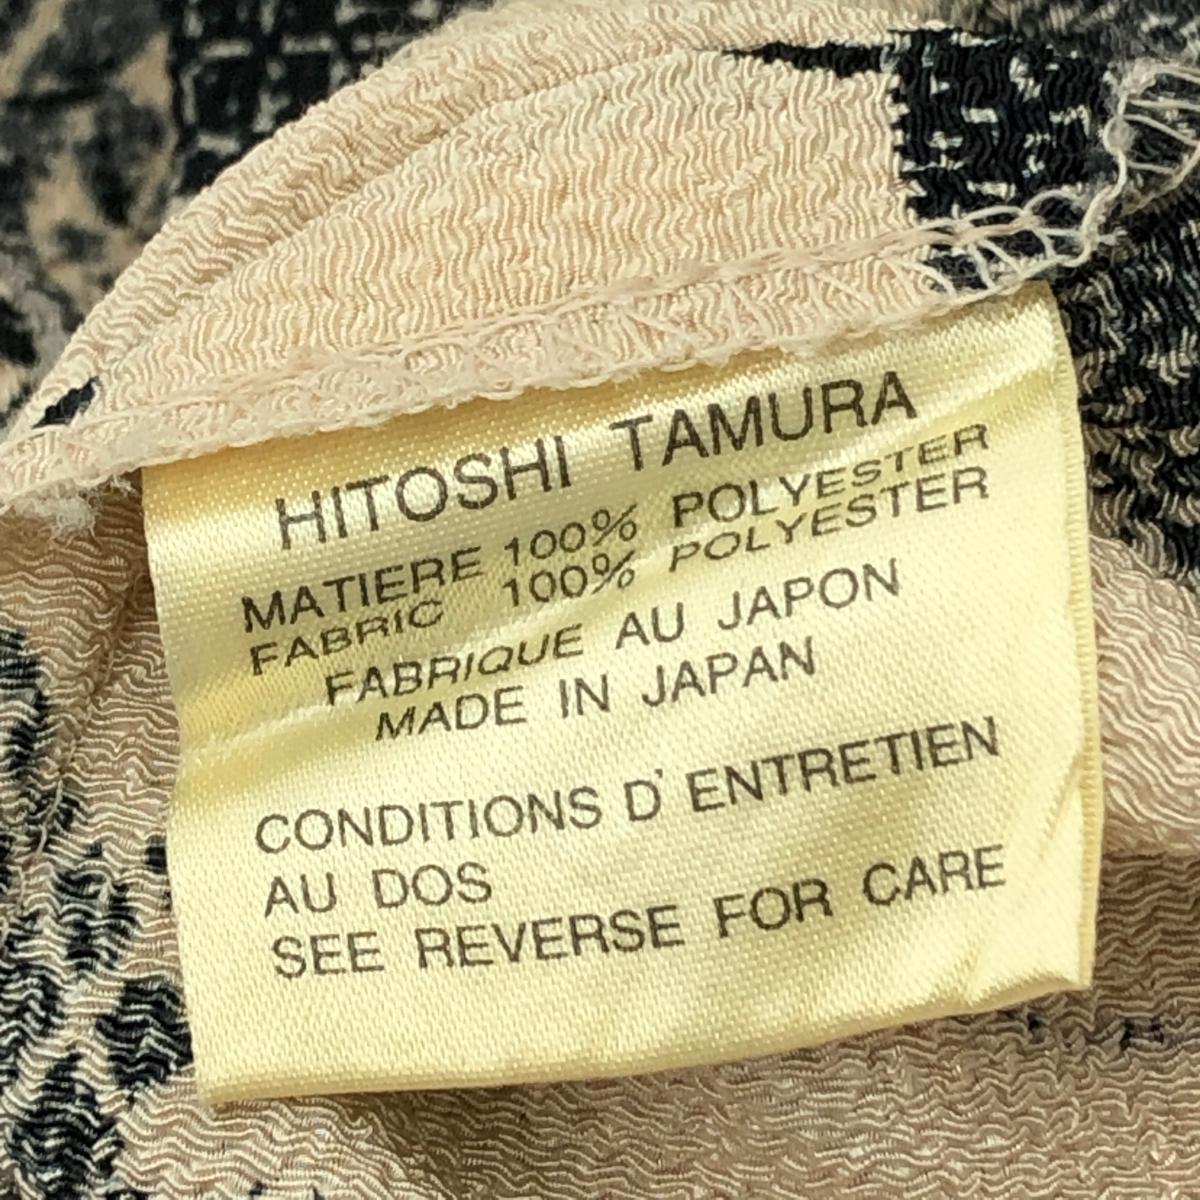 HITOSHI TAMURA
MATIERE 100% POLYESTER
FABRIC 100% POLYESTER
FABRIQUE AU JAPON
MADE IN JAPAN
CONDITIONS D' ENTRETIEN
AU DOS
SEE REVERSE FOR CARE